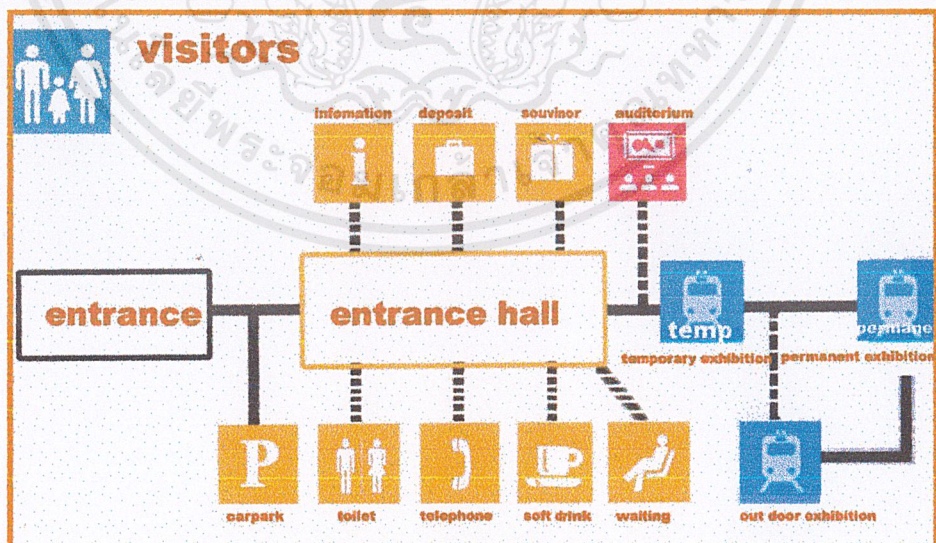 visitors
infomation deposit souvinor auditorium
entrance
entrance hall
temp
permane
temporary exhibition permanent exhibition
P
carpark toilet telephone soft drink waiting out door exhibition